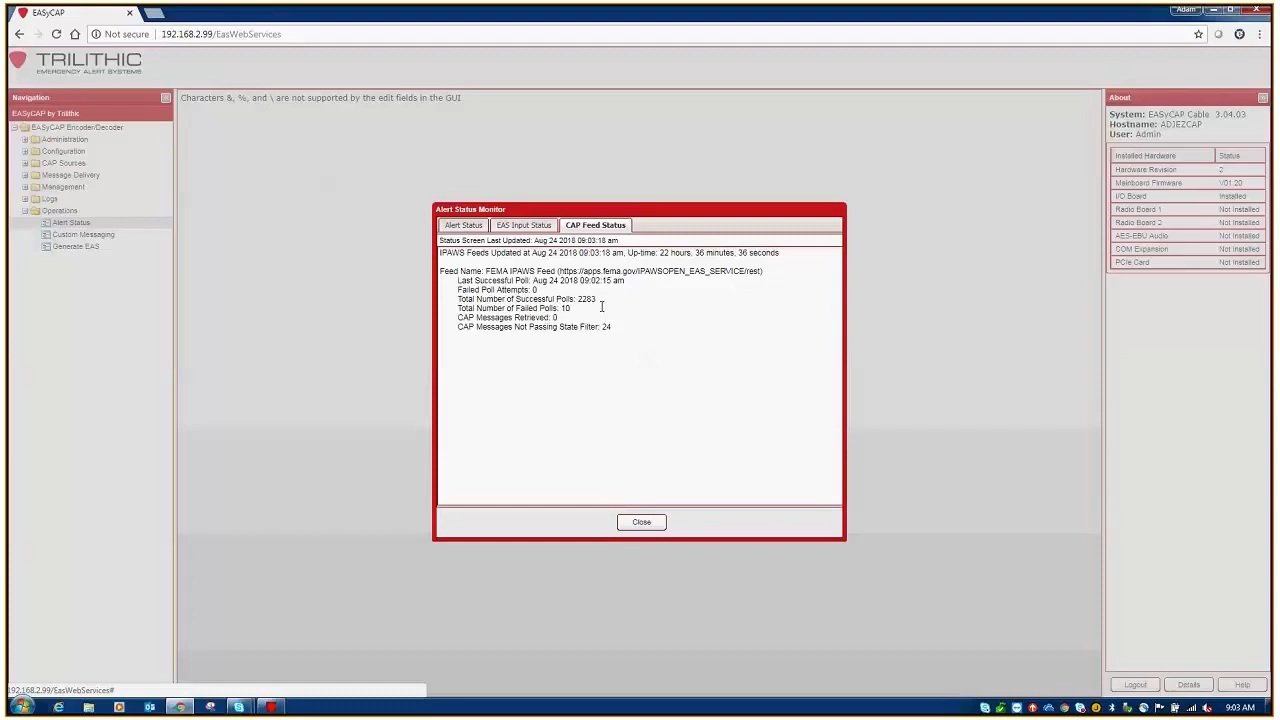 EASyCAP
Adam
Not secure
192.168.2.99/EasWebServices
TRILITHIC
EMERGENCY ALERT SYSTEMS
Navigation
EASyCAP by Trilithic
EASyCAP Encoder/Decoder
Administration
Configuration
CAP Sources
Message Delivery
Management
Logs
Operations
Alert Status
Custom Messaging
Generate EAS
Characters &, %, and \ are not supported by the edit fields in the GUI
Alert Status Monitor
Alert Status
EAS Input Status
CAP Feed Status
Status Screen Last Updated: Aug 24 2018 09:03:18 am
IPAWS Feeds Updated at Aug 24 2018 09:03:18 am, Up-time: 22 hours, 36 minutes, 36 seconds
Feed Name: FEMA IPAWS Feed (https://apps.fema.gov/IPAWSOPEN_EAS_SERVICE/rest)
Last Successful Poll: Aug 24 2018 09:02:15 am
Failed Poll Attempts: 0
Total Number of Successful Polls: 2283
Total Number of Failed Polls: 10
CAP Messages Retrieved: 0
CAP Messages Not Passing State Filter: 24
Close
About
System: EASyCAP Cable 3.04.03
Hostname: ADJEZCAP
User: Admin
Installed Hardware Status
Hardware Revision 2
Mainboard Firmware V01.20
I/O Board Installed
Radio Board 1 Not Installed
Radio Board 2 Not Installed
AES-EBU Audio Not Installed
COM Expansion Not Installed
PCIe Card Not Installed
Logout
Details
Help
192.168.2.99/EasWebServices#
9:03 AM